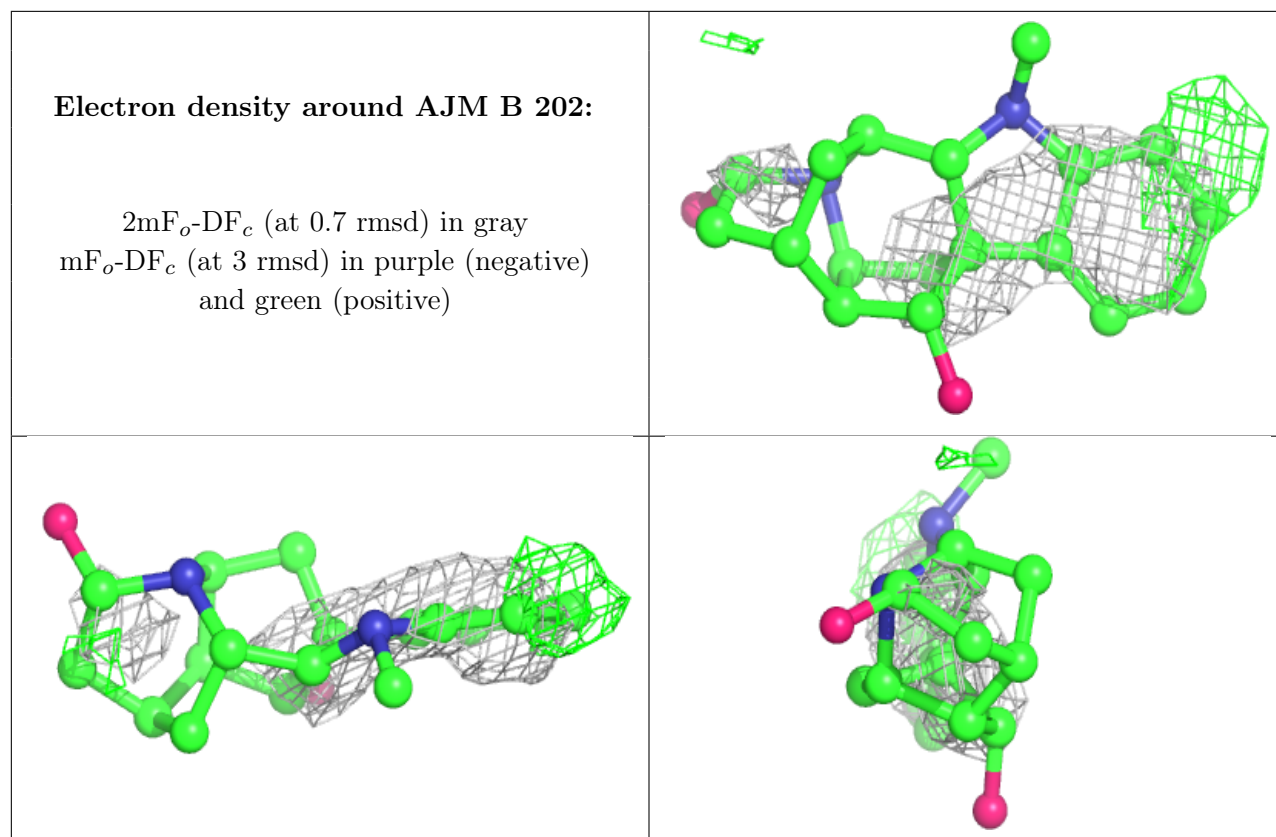 Electron density around AJM B 202:
2mFo-DFc (at 0.7 rmsd) in gray
mFo-DFc (at 3 rmsd) in purple (negative)
and green (positive)